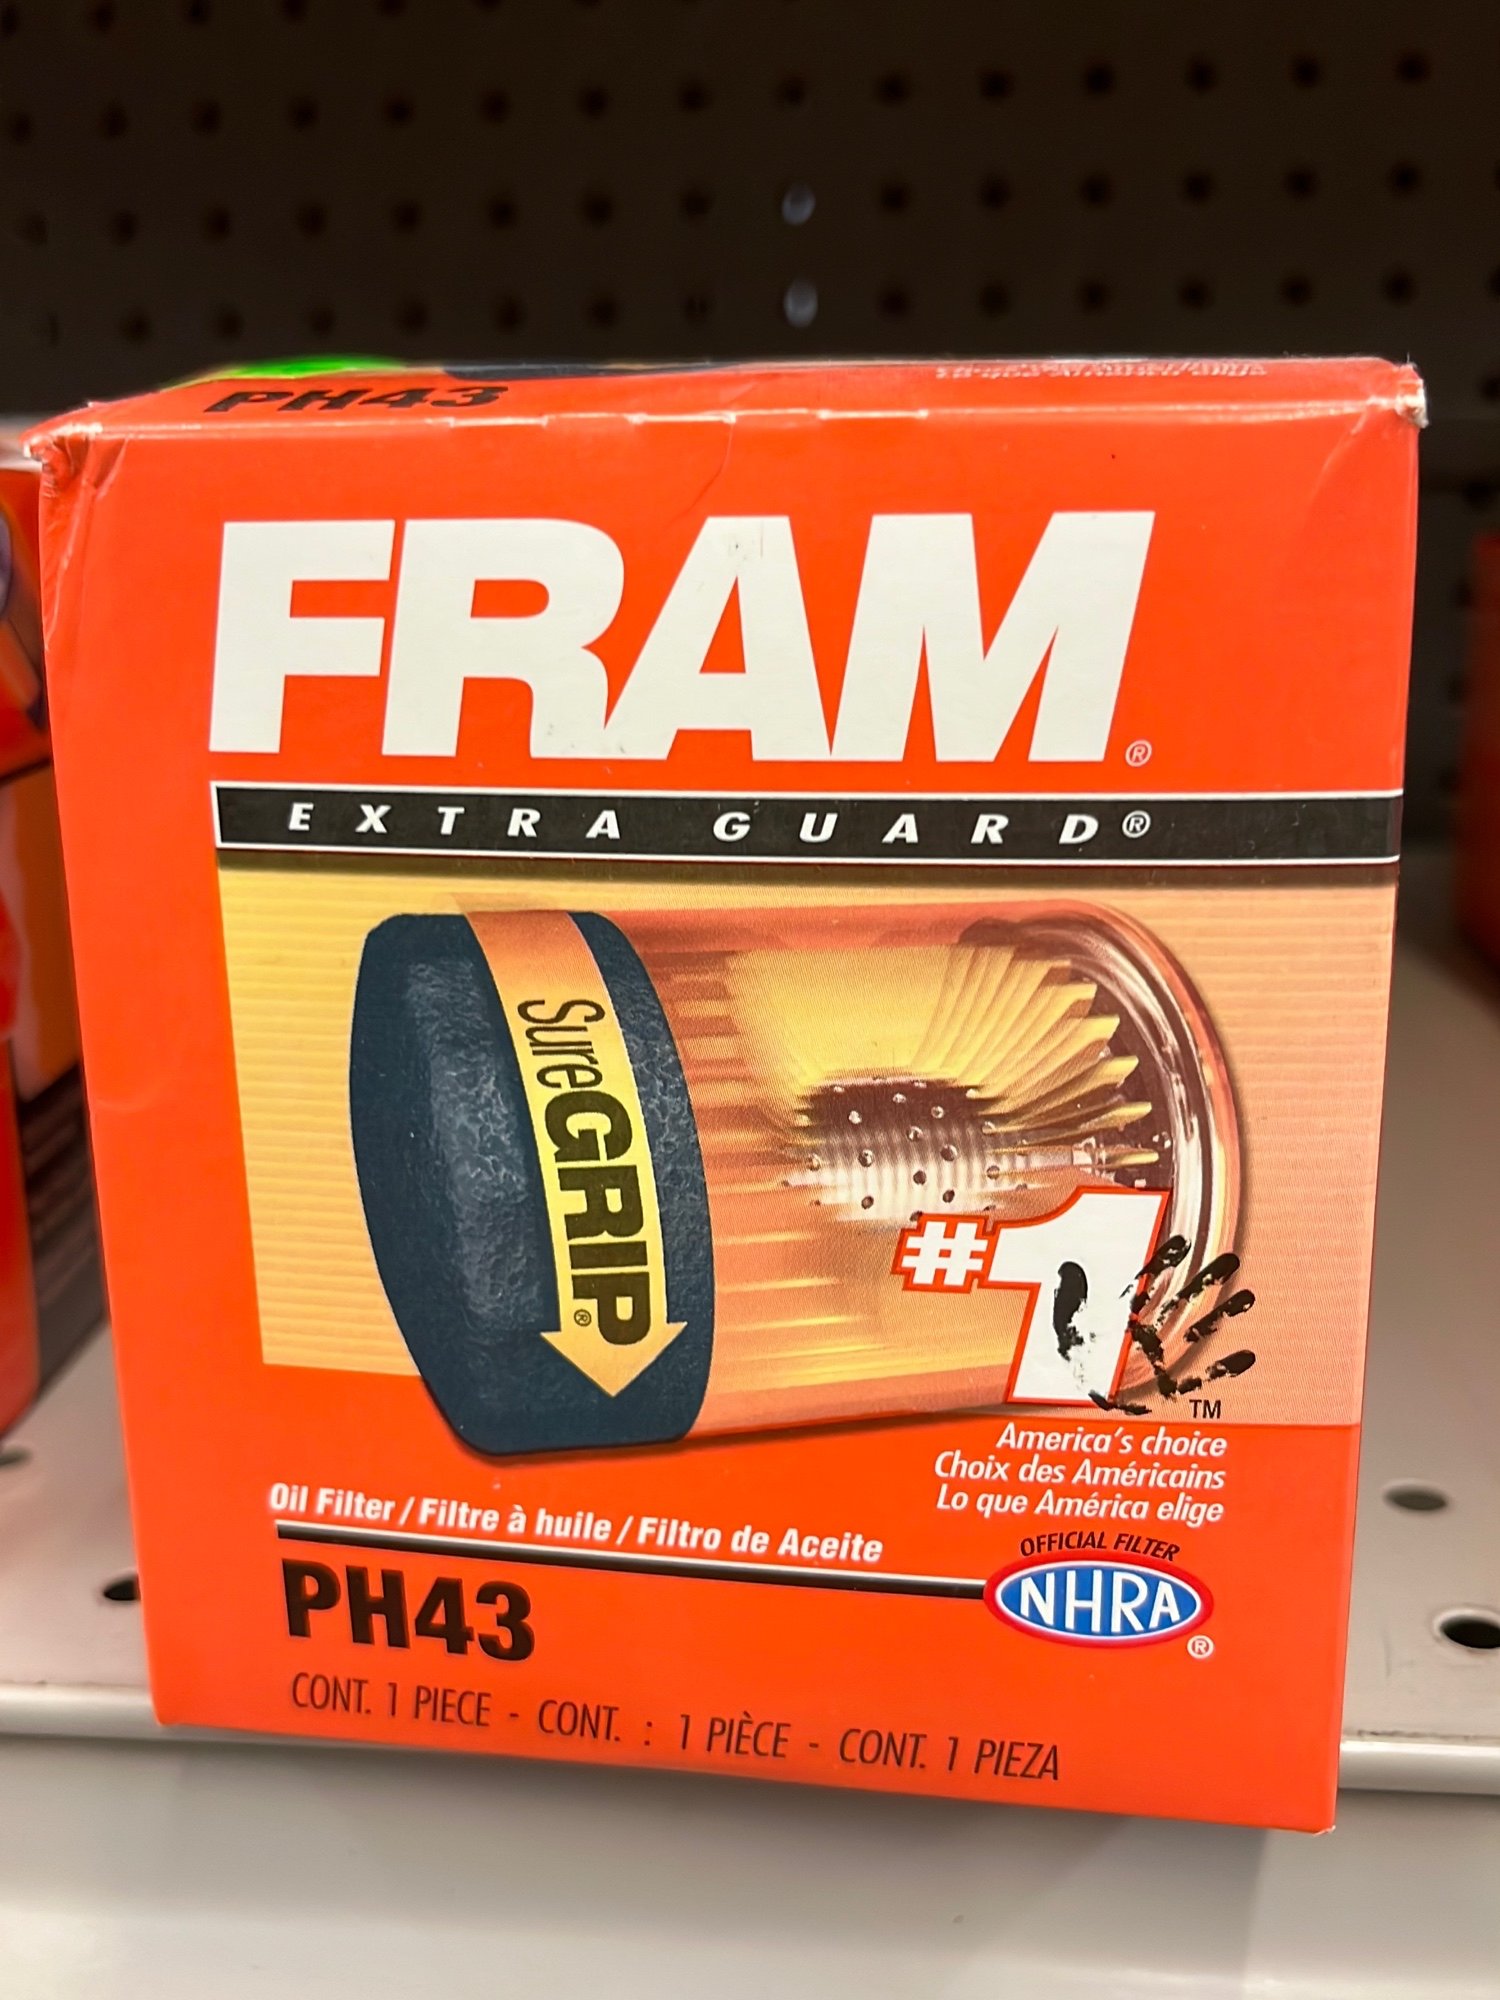 PH43
FRAM®
EXTRA GUARD®
SureGRIP®
#1
TM
America's choice
Choix des Américains
Lo que América elige
Oil Filter / Filtre à huile / Filtro de Aceite
OFFICIAL FILTER
NHRA®
PH43
CONT. 1 PIECE - CONT. : 1 PIÈCE - CONT. 1 PIEZA